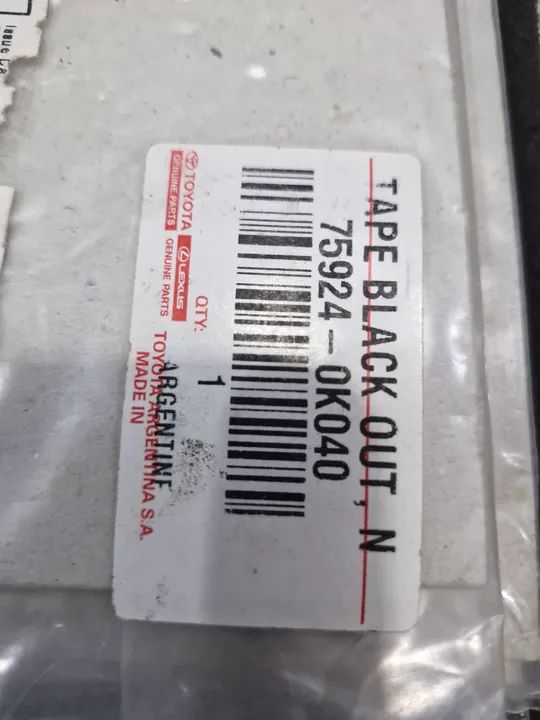 TAPE BLACK OUT, N
75924-0K040
QTY:
1
TOYOTA
GENUINE PARTS
LEXUS
GENUINE PARTS
ARGENTINE
TOYOTA ARGENTINA S.A.
MADE IN